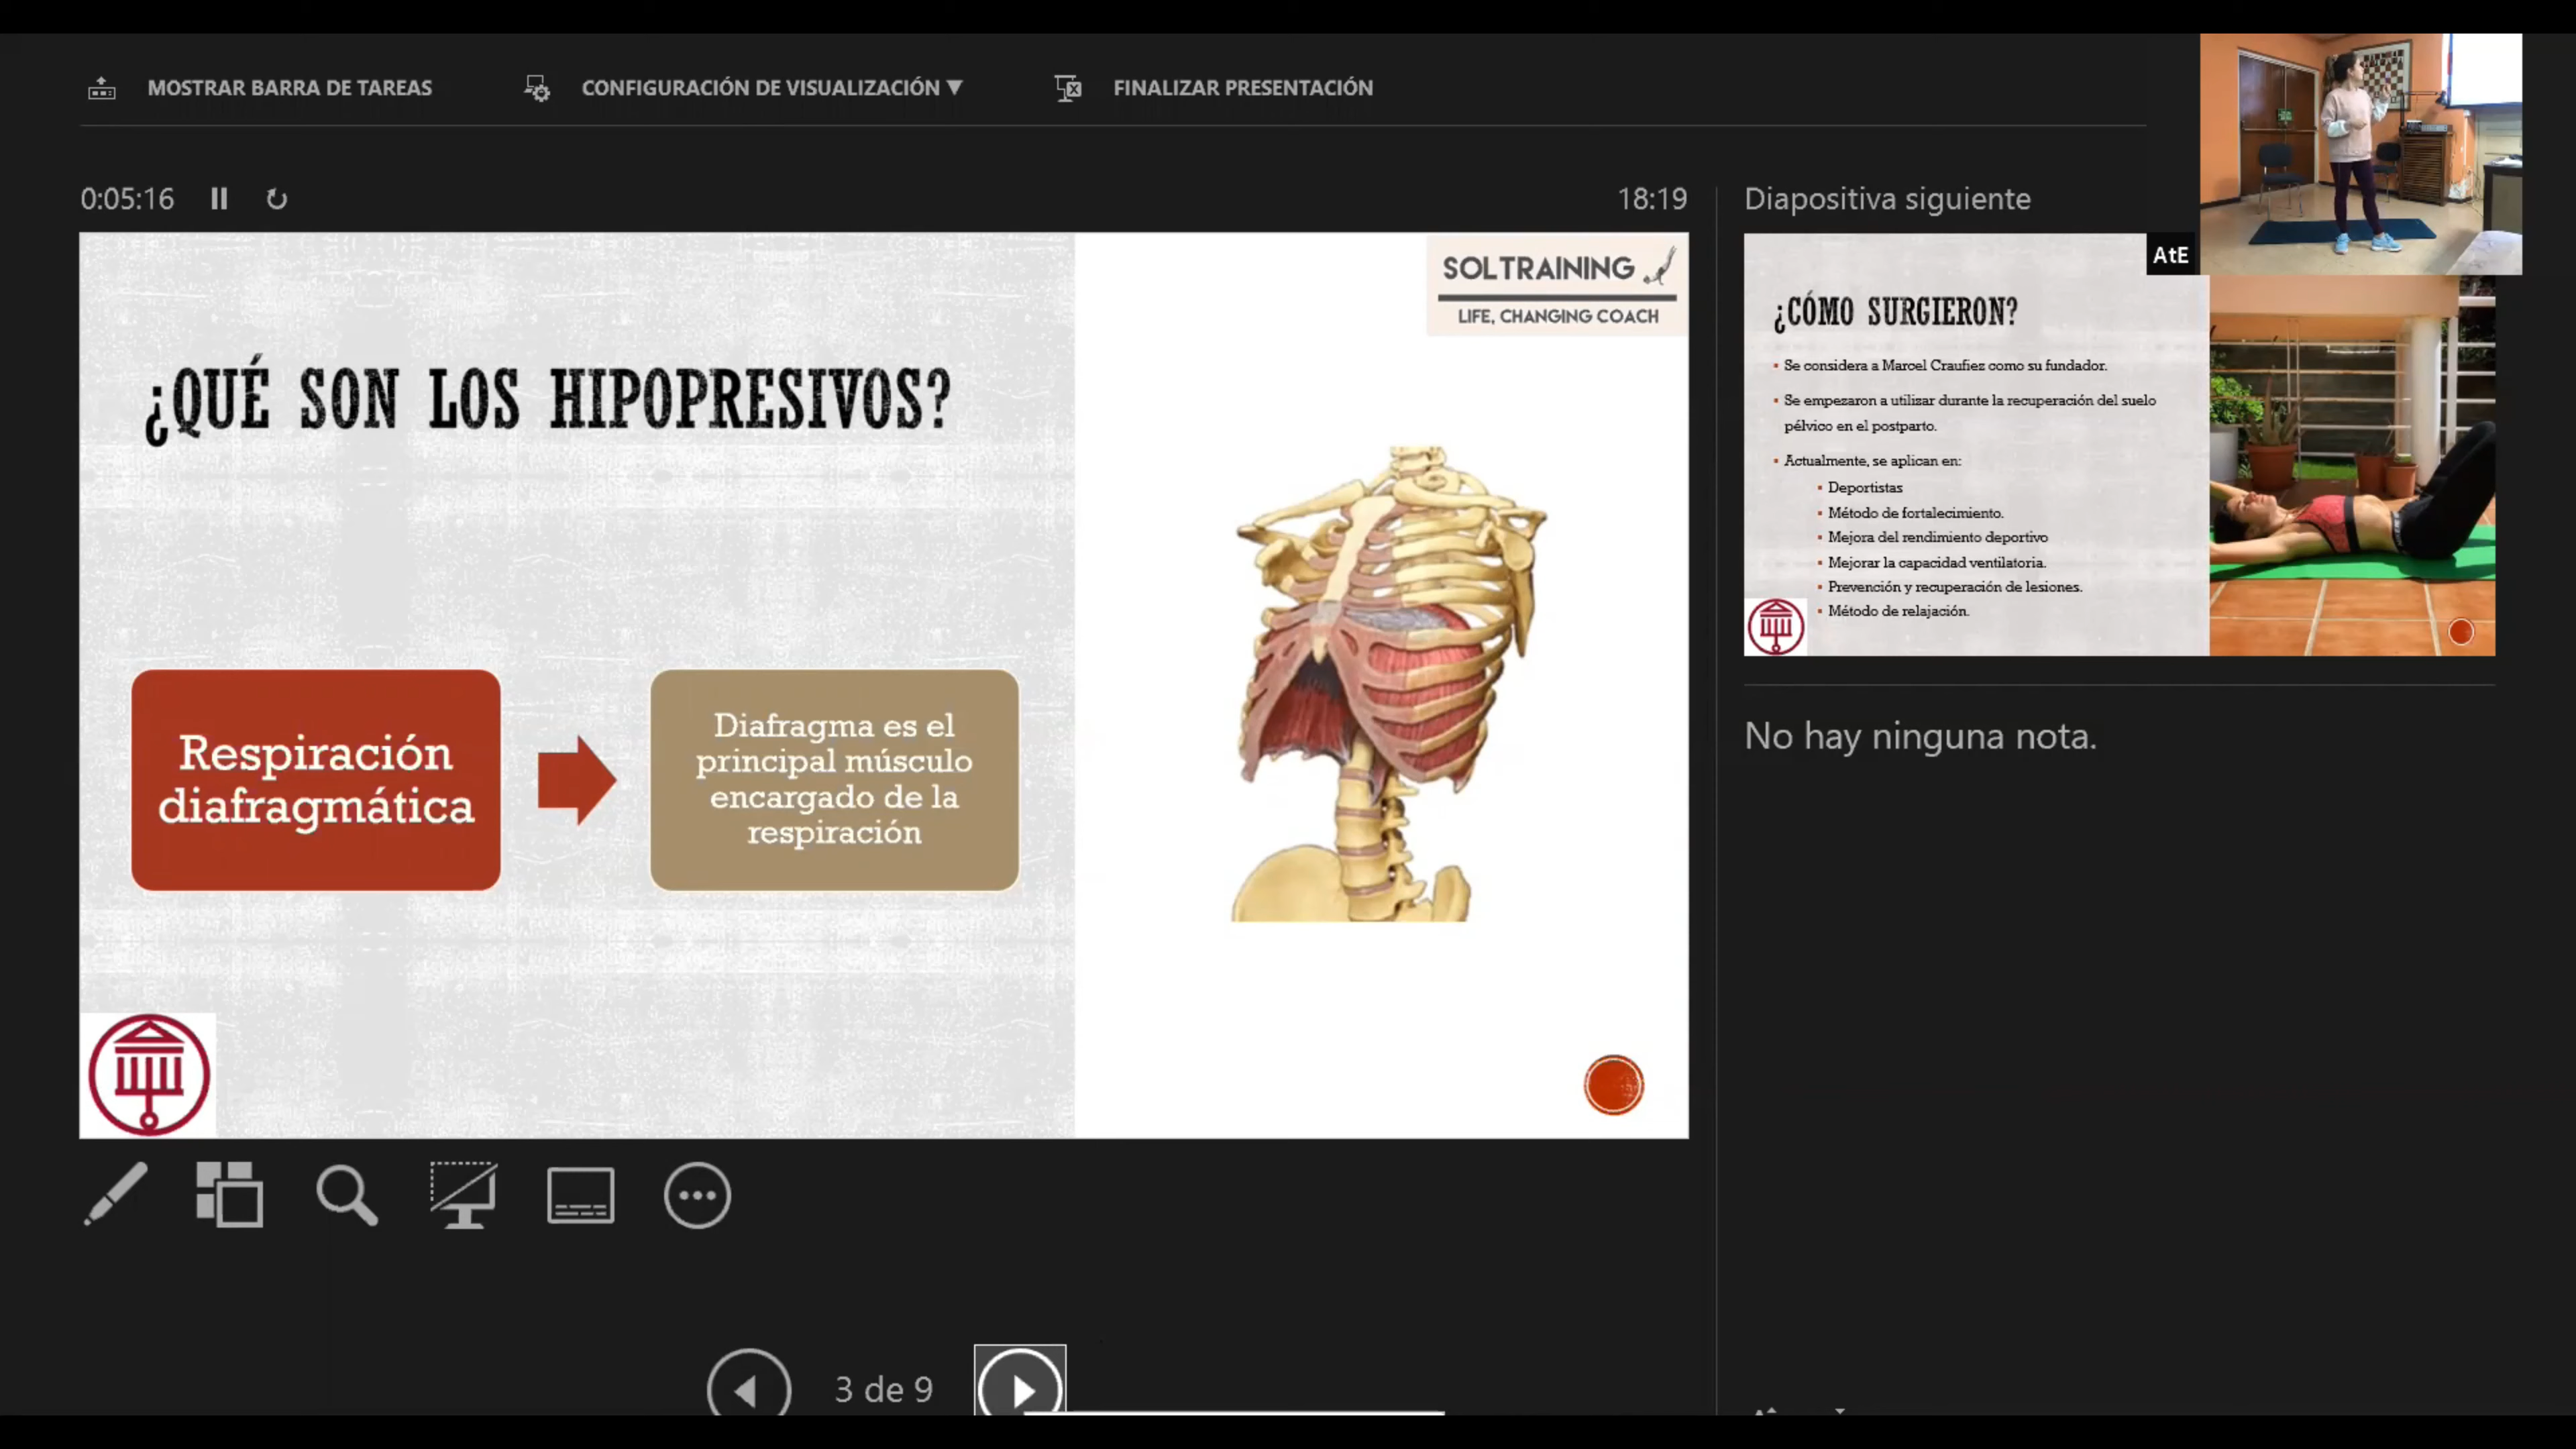 MOSTRAR BARRA DE TAREAS
CONFIGURACIÓN DE VISUALIZACIÓN ▼
FINALIZAR PRESENTACIÓN
0:05:16
18:19
SOLTRAINING
LIFE, CHANGING COACH
¿QUÉ SON LOS HIPOPRESIVOS?
Respiración
diafragmática
Diafragma es el
principal músculo
encargado de la
respiración
3 de 9
Diapositiva siguiente
AtE
¿CÓMO SURGIERON?
▪ Se considera a Marcel Craufiez como su fundador.
▪ Se empezaron a utilizar durante la recuperación del suelo
pélvico en el postparto.
▪ Actualmente, se aplican en:
▪ Deportistas
▪ Método de fortalecimiento.
▪ Mejora del rendimiento deportivo
▪ Mejorar la capacidad ventilatoria.
▪ Prevención y recuperación de lesiones.
▪ Método de relajación.
No hay ninguna nota.